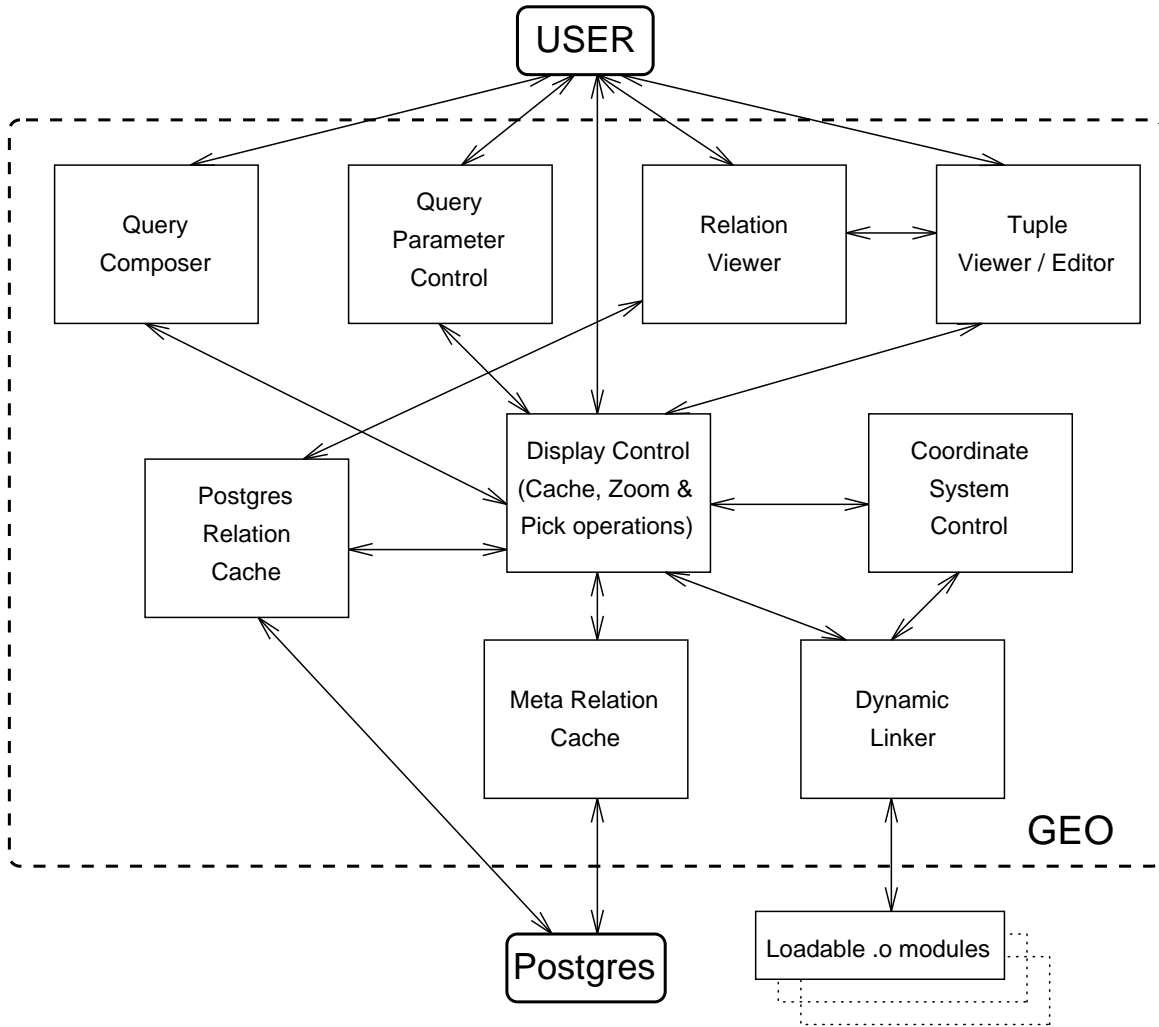 USER
Query
Composer
Query
Parameter
Control
Relation
Viewer
Tuple
Viewer / Editor
Postgres
Relation
Cache
Display Control
(Cache, Zoom &
Pick operations)
Coordinate
System
Control
Meta Relation
Cache
Dynamic
Linker
GEO
Postgres
Loadable .o modules